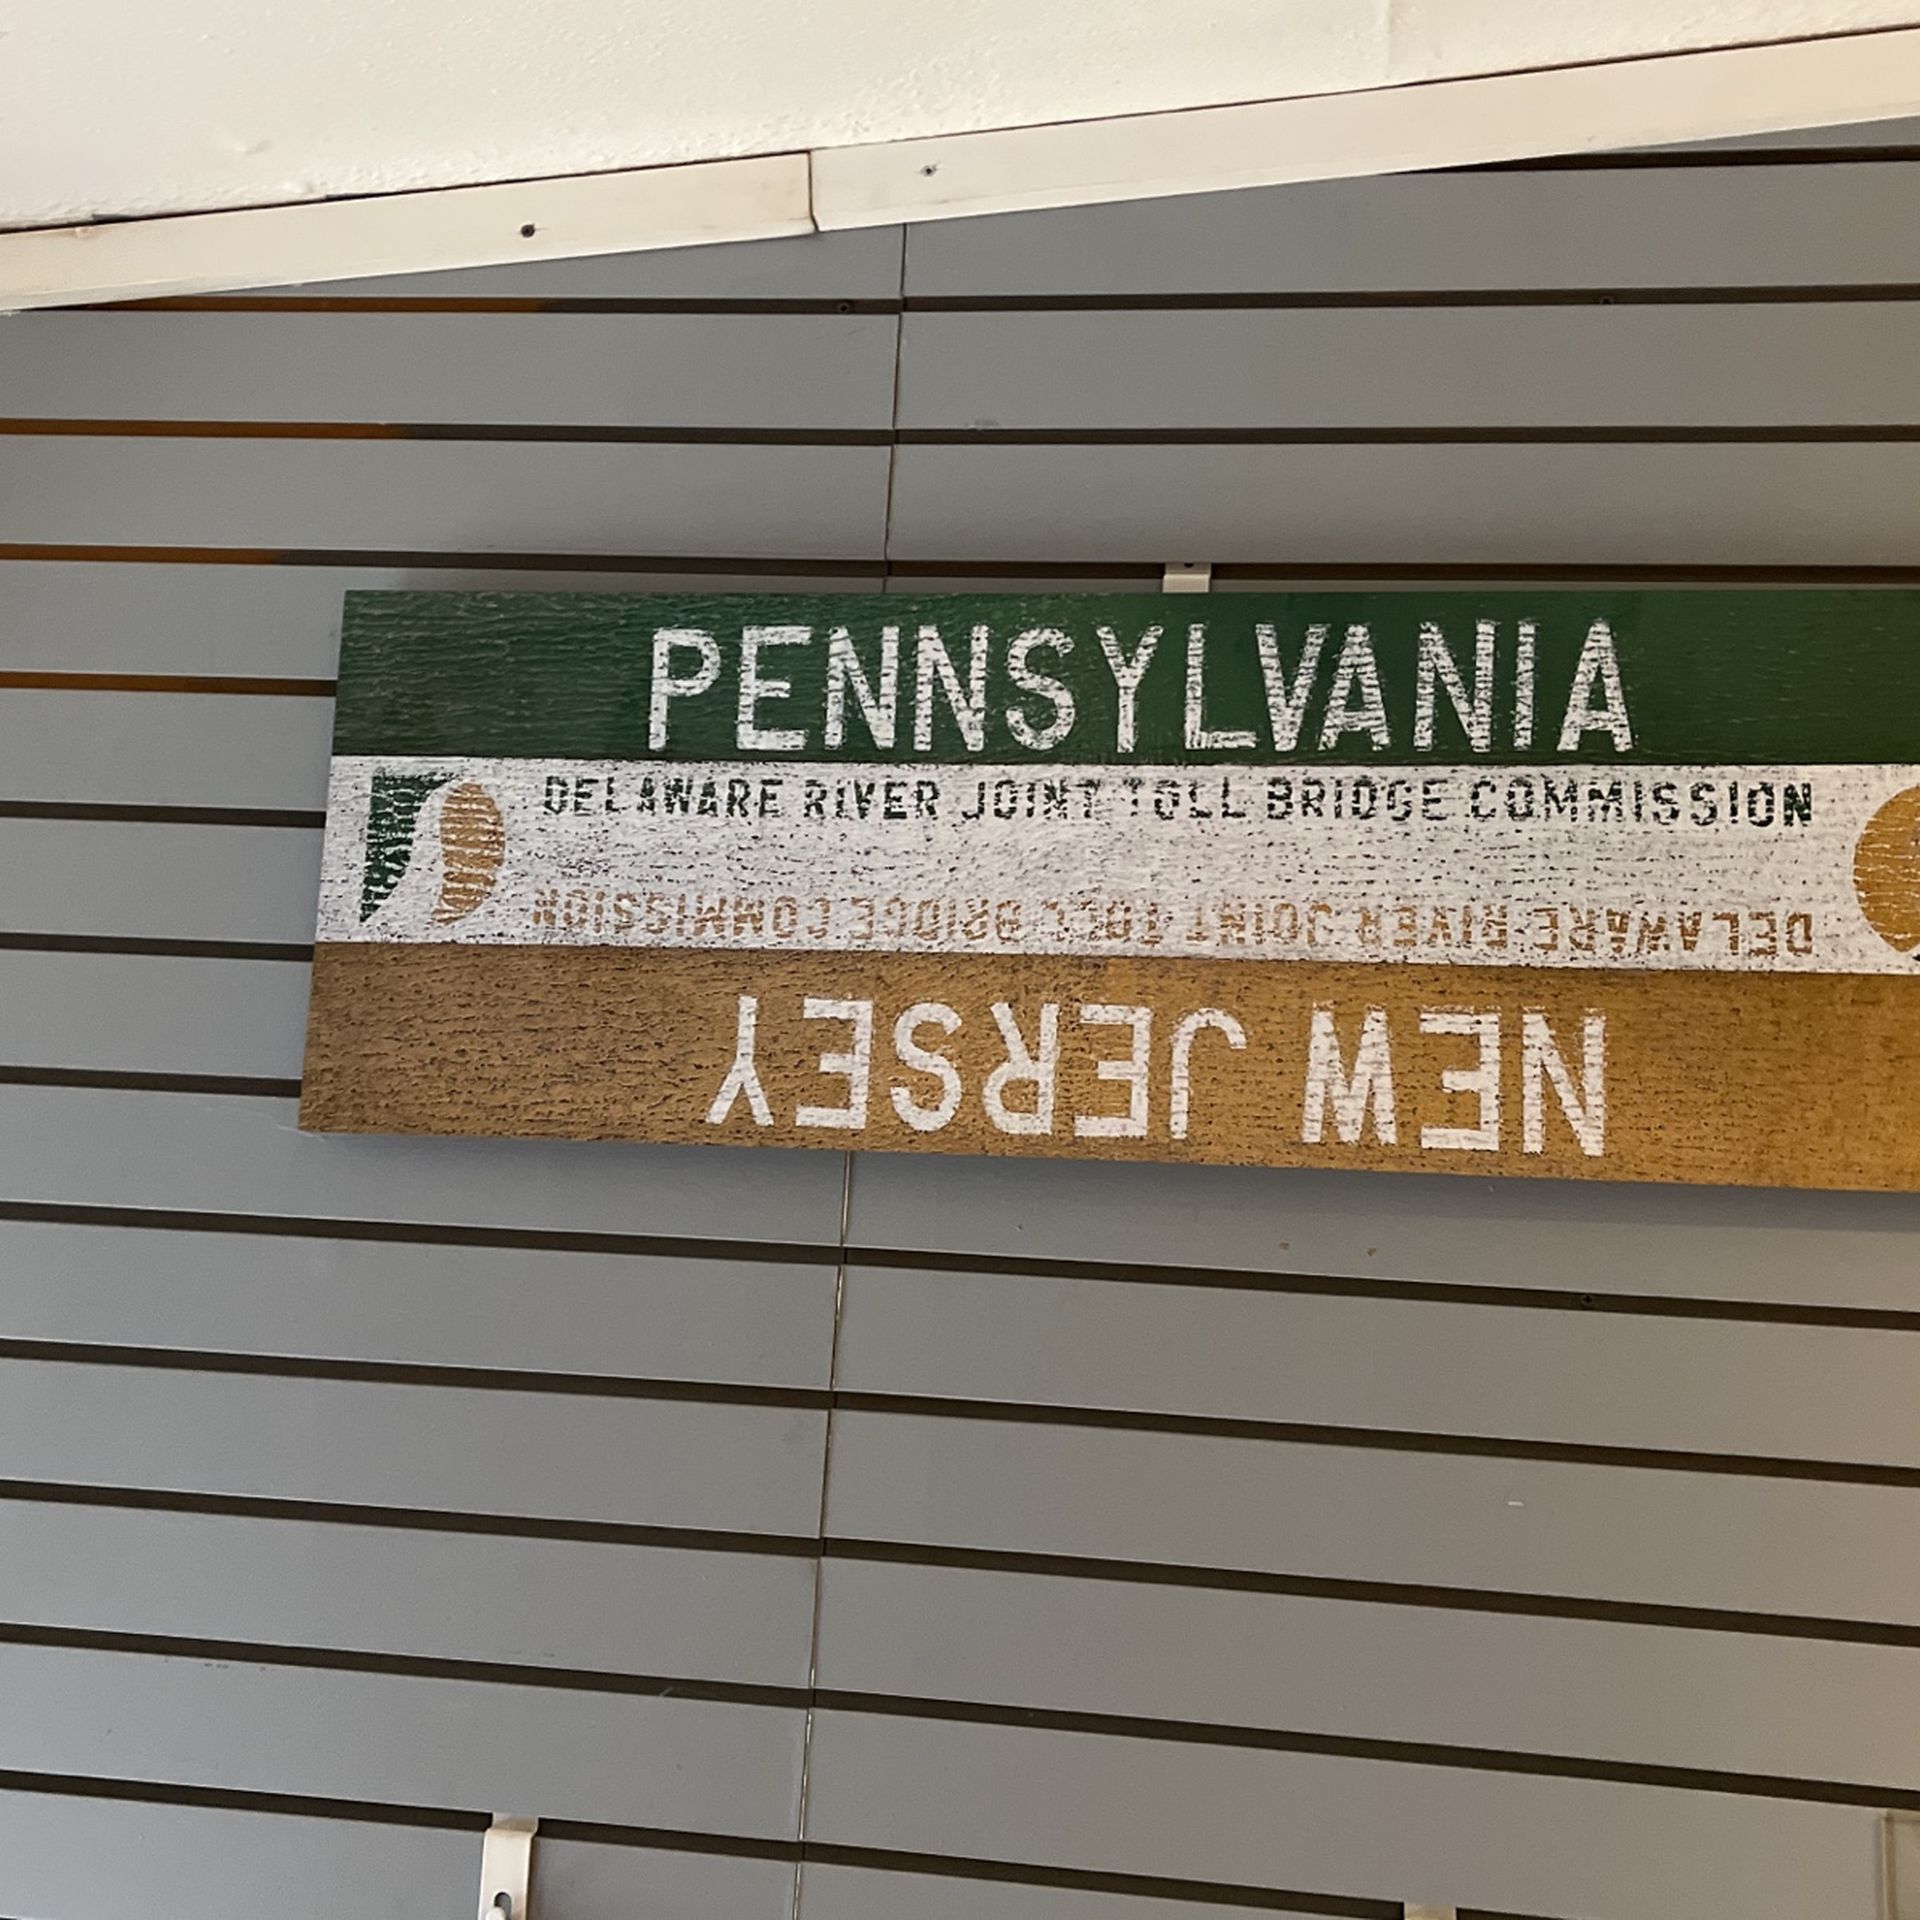 PENNSYLVANIA
DELAWARE RIVER JOINT TOLL BRIDGE COMMISSION
DELAWARE RIVER JOINT TOLL BRIDGE COMMISSION
NEW JERSEY